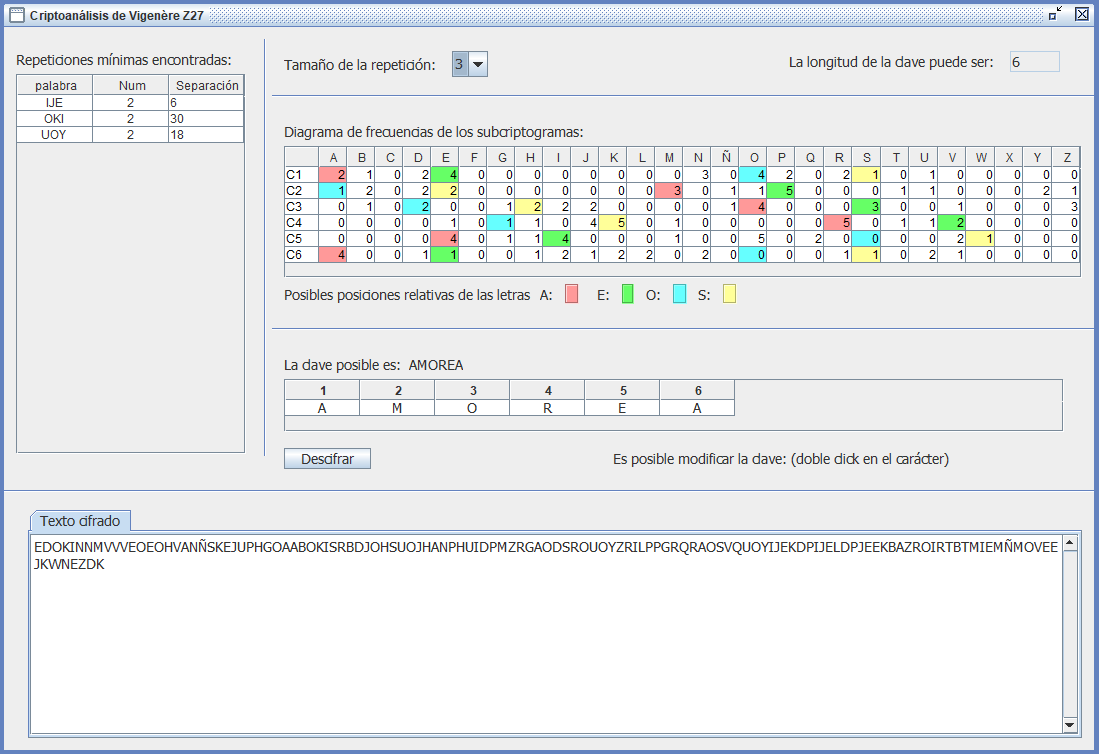 Criptoanálisis de Vigenère Z27
Repeticiones mínimas encontradas:
palabra Num Separación
IJE 2 6
OKI 2 30
UOY 2 18
Tamaño de la repetición: 3
La longitud de la clave puede ser: 6
Diagrama de frecuencias de los subcriptogramas:
A B C D E F G H I J K L M N Ñ O P Q R S T U V W X Y Z
C1 2 1 0 2 4 0 0 0 0 0 0 0 0 3 0 4 2 0 2 1 0 1 0 0 0 0 0
C2 1 2 0 2 2 0 0 0 0 0 0 0 3 0 1 1 5 0 0 0 1 1 0 0 0 2 1
C3 0 1 0 2 0 0 1 2 2 2 0 0 0 0 1 4 0 0 0 3 0 0 1 0 0 0 3
C4 0 0 0 0 1 0 1 1 0 4 5 0 1 0 0 0 0 0 5 0 1 1 2 0 0 0 0
C5 0 0 0 0 4 0 1 1 4 0 0 0 1 0 0 5 0 2 0 0 0 0 2 1 0 0 0
C6 4 0 0 1 1 0 0 1 2 1 2 2 0 2 0 0 0 0 1 1 0 2 1 0 0 0 0
Posibles posiciones relativas de las letras A: E: O: S:
La clave posible es: AMOREA
1 2 3 4 5 6
A M O R E A
Descifrar
Es posible modificar la clave: (doble click en el carácter)
Texto cifrado
EDOKINNMVVVEOEOHVANÑSKEJUPHGOAABOKISRBDJOHSUOJHANPHUIDPMZRGAODSROUOYZRILPPGRQRAOSVQUOYIJEKDPIJELDPJEEKBAZROIRTBTMIEMÑMOVEE
JKWNEZDK